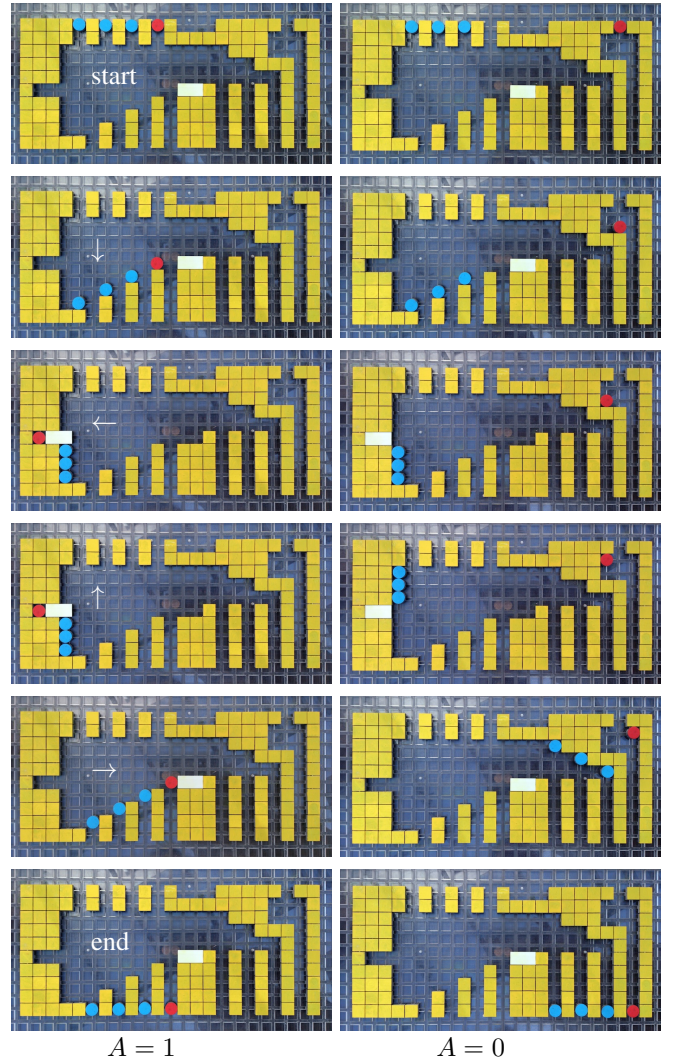 start
↓
←
↑
→
end
A = 1 A = 0